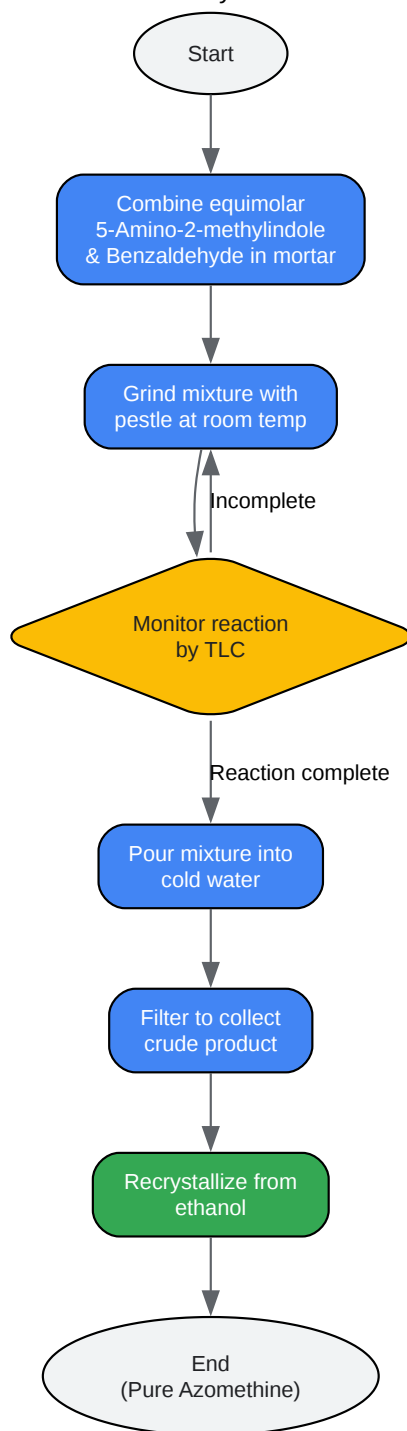 Start
Combine equimolar
5-Amino-2-methylindole
& Benzaldehyde in mortar
Grind mixture with
pestle at room temp
Incomplete
Monitor reaction
by TLC
Reaction complete
Pour mixture into
cold water
Filter to collect
crude product
Recrystallize from
ethanol
End
(Pure Azomethine)